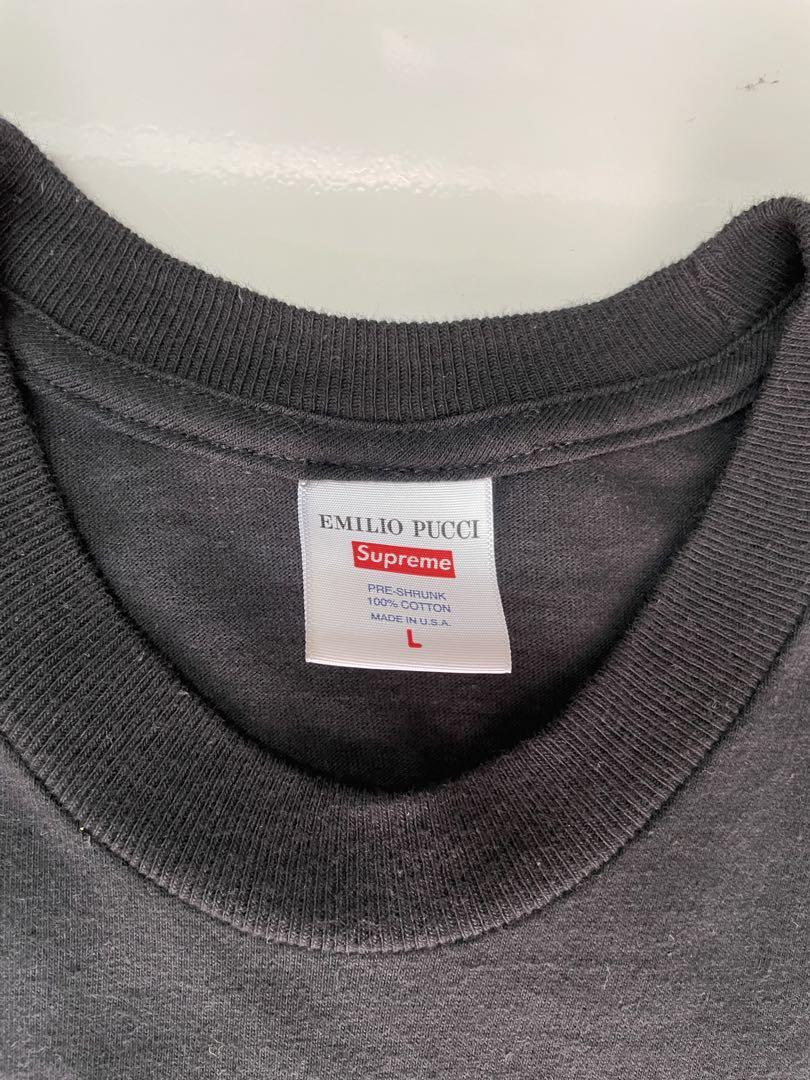 EMILIO PUCCI
Supreme
PRE-SHRUNK
100% COTTON
MADE IN U.S.A.
L